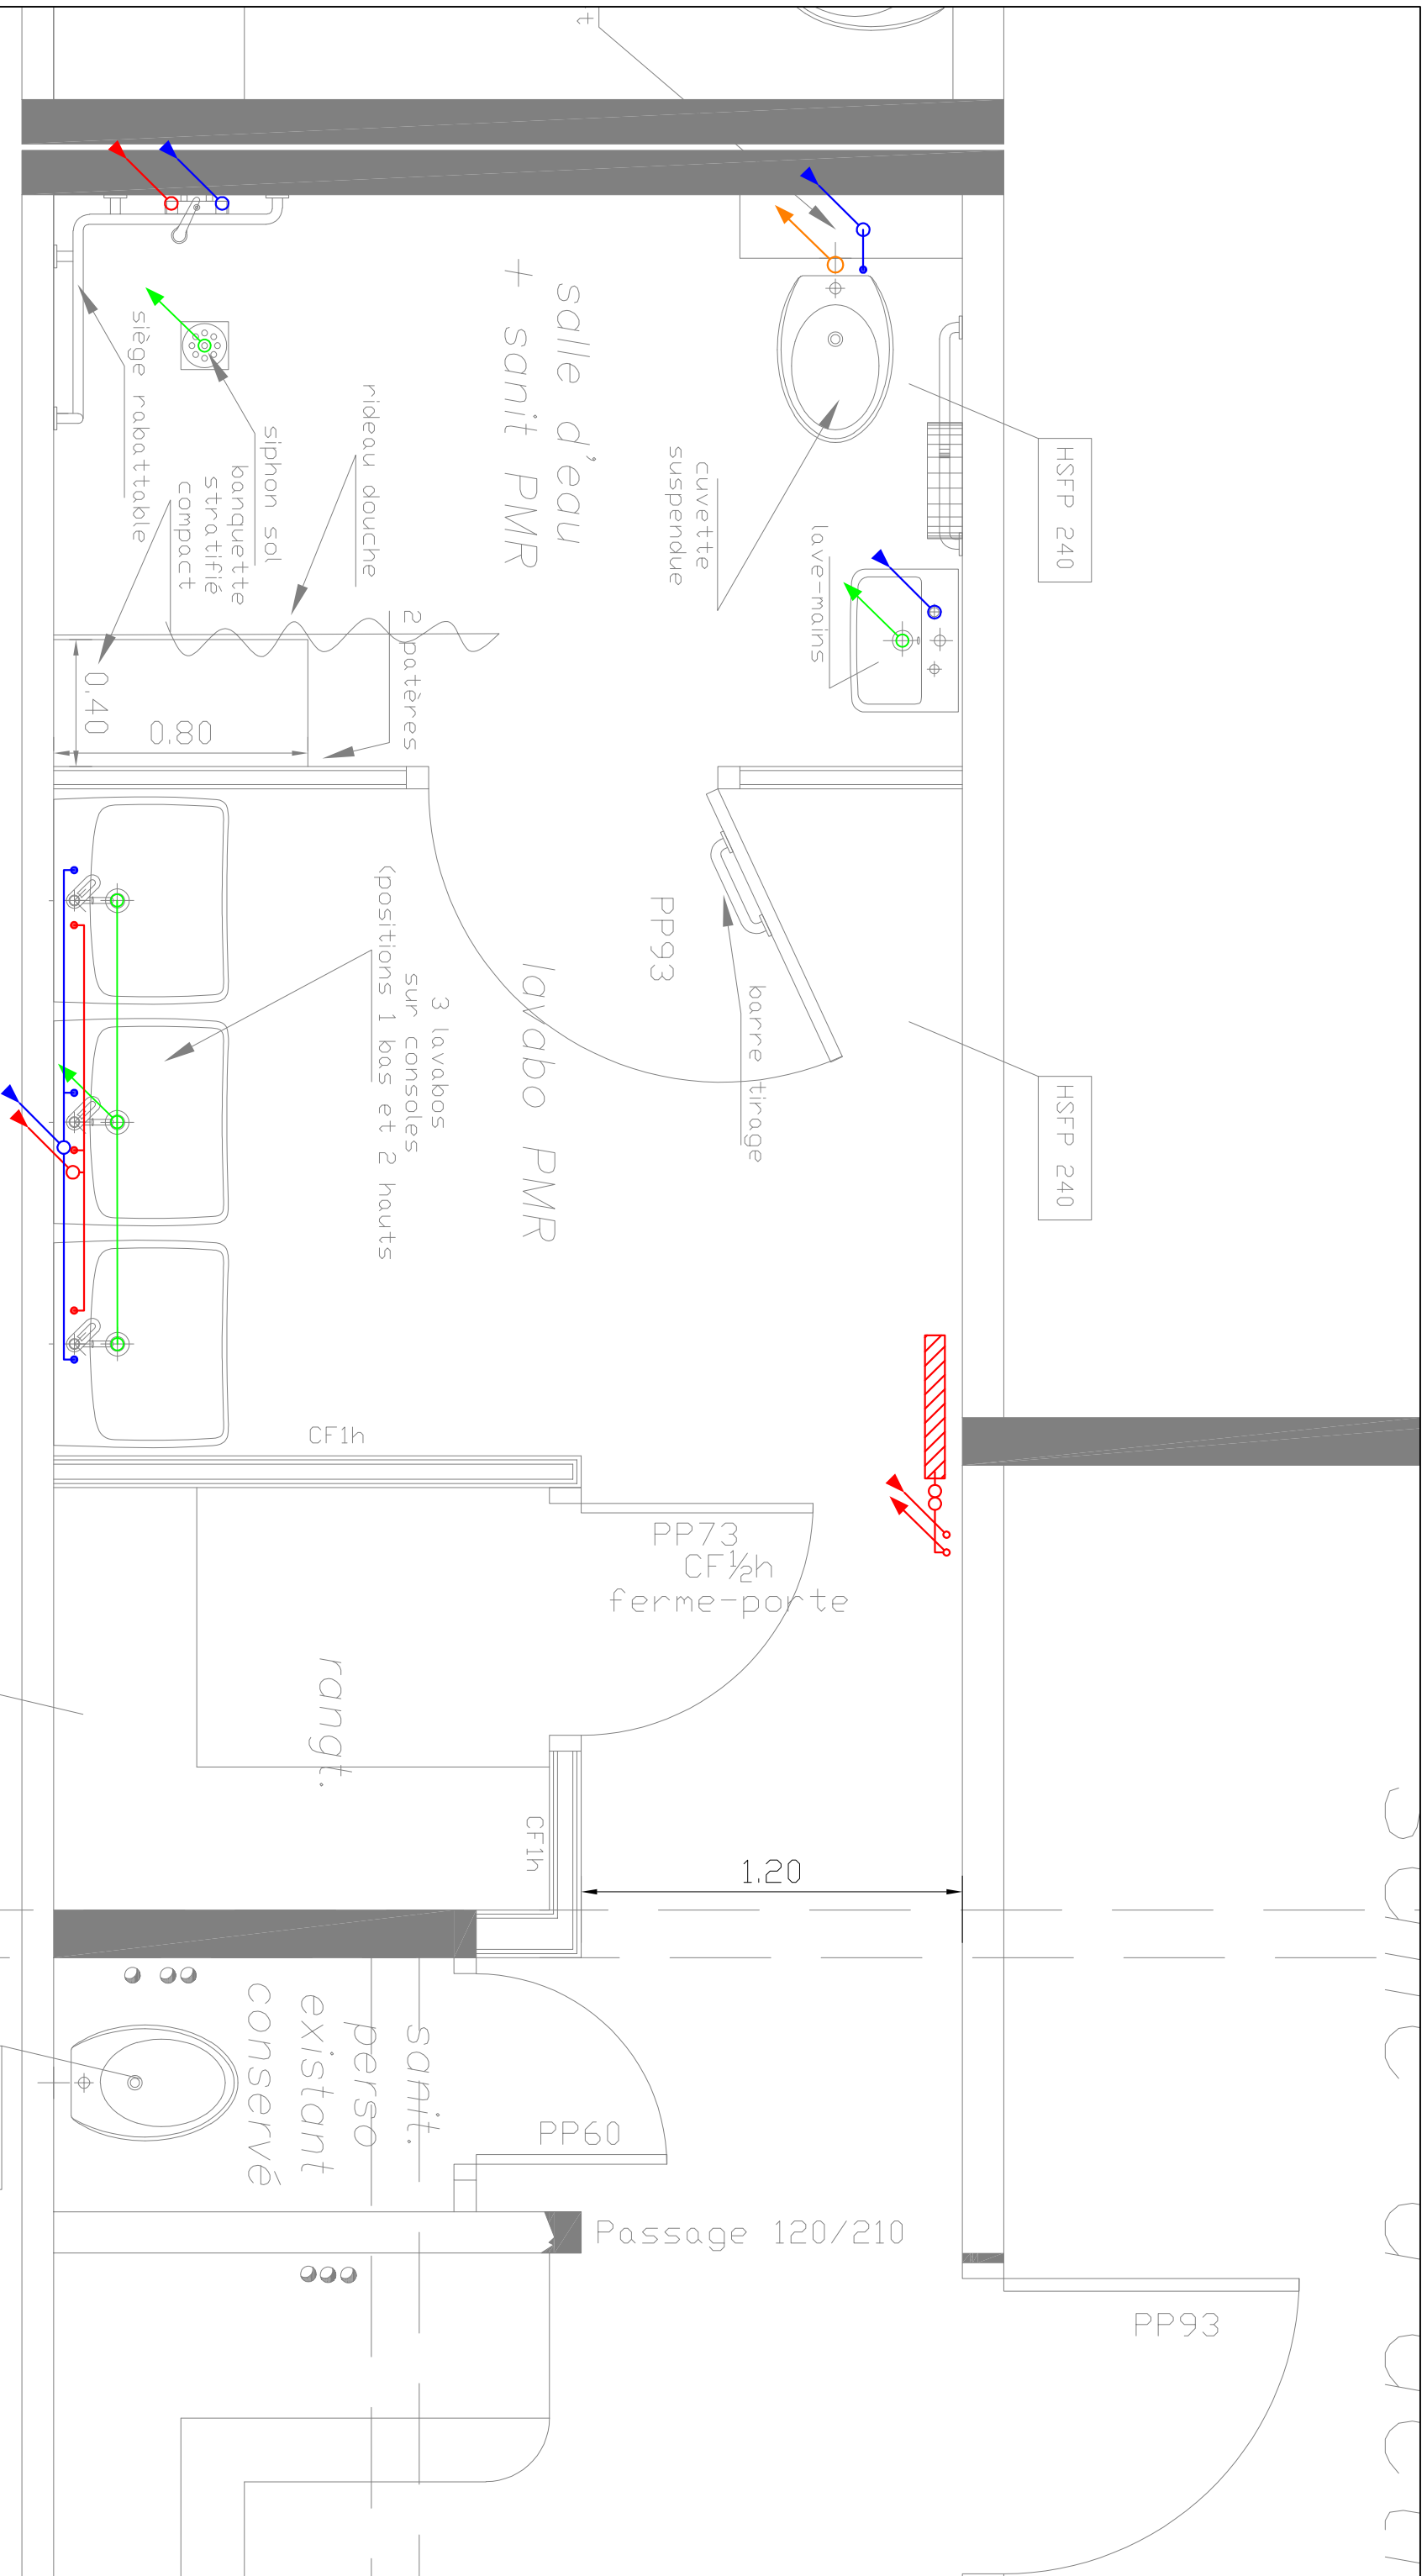 HSFP 240
HSFP 240
salle d'eau
+ sanit PMR
cuvette
suspendue
lave-mains
rideau douche
siphon sol
banquette
stratifié
compact
siège rabattable
2 patères
0.40
0.80
PP93
barre tirage
lavabo PMR
3 lavabos
sur consoles
(positions 1 bas et 2 hauts
CF1h
PP73
CF½h
ferme-porte
rangt.
CF1h
1.20
sanit.
perso
existant
conservé
PP60
Passage 120/210
PP93
t